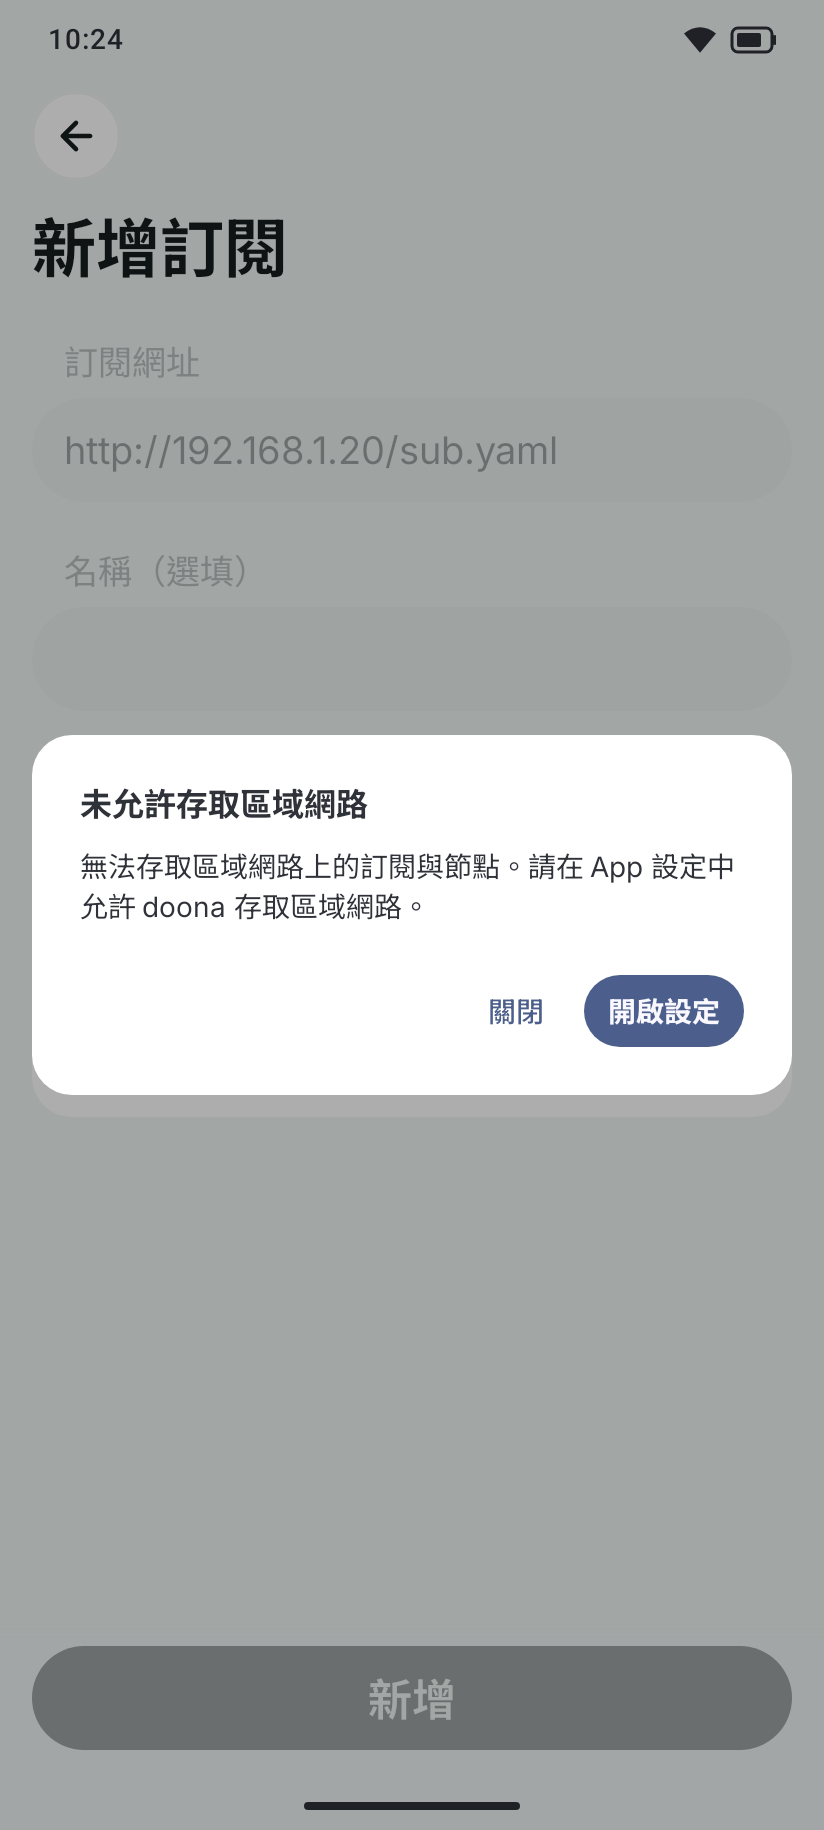 10:24
新增訂閱
訂閱網址
http://192.168.1.20/sub.yaml
名稱（選填）
未允許存取區域網路
無法存取區域網路上的訂閱與節點。請在 App 設定中
允許 doona 存取區域網路。
關閉
開啟設定
新增